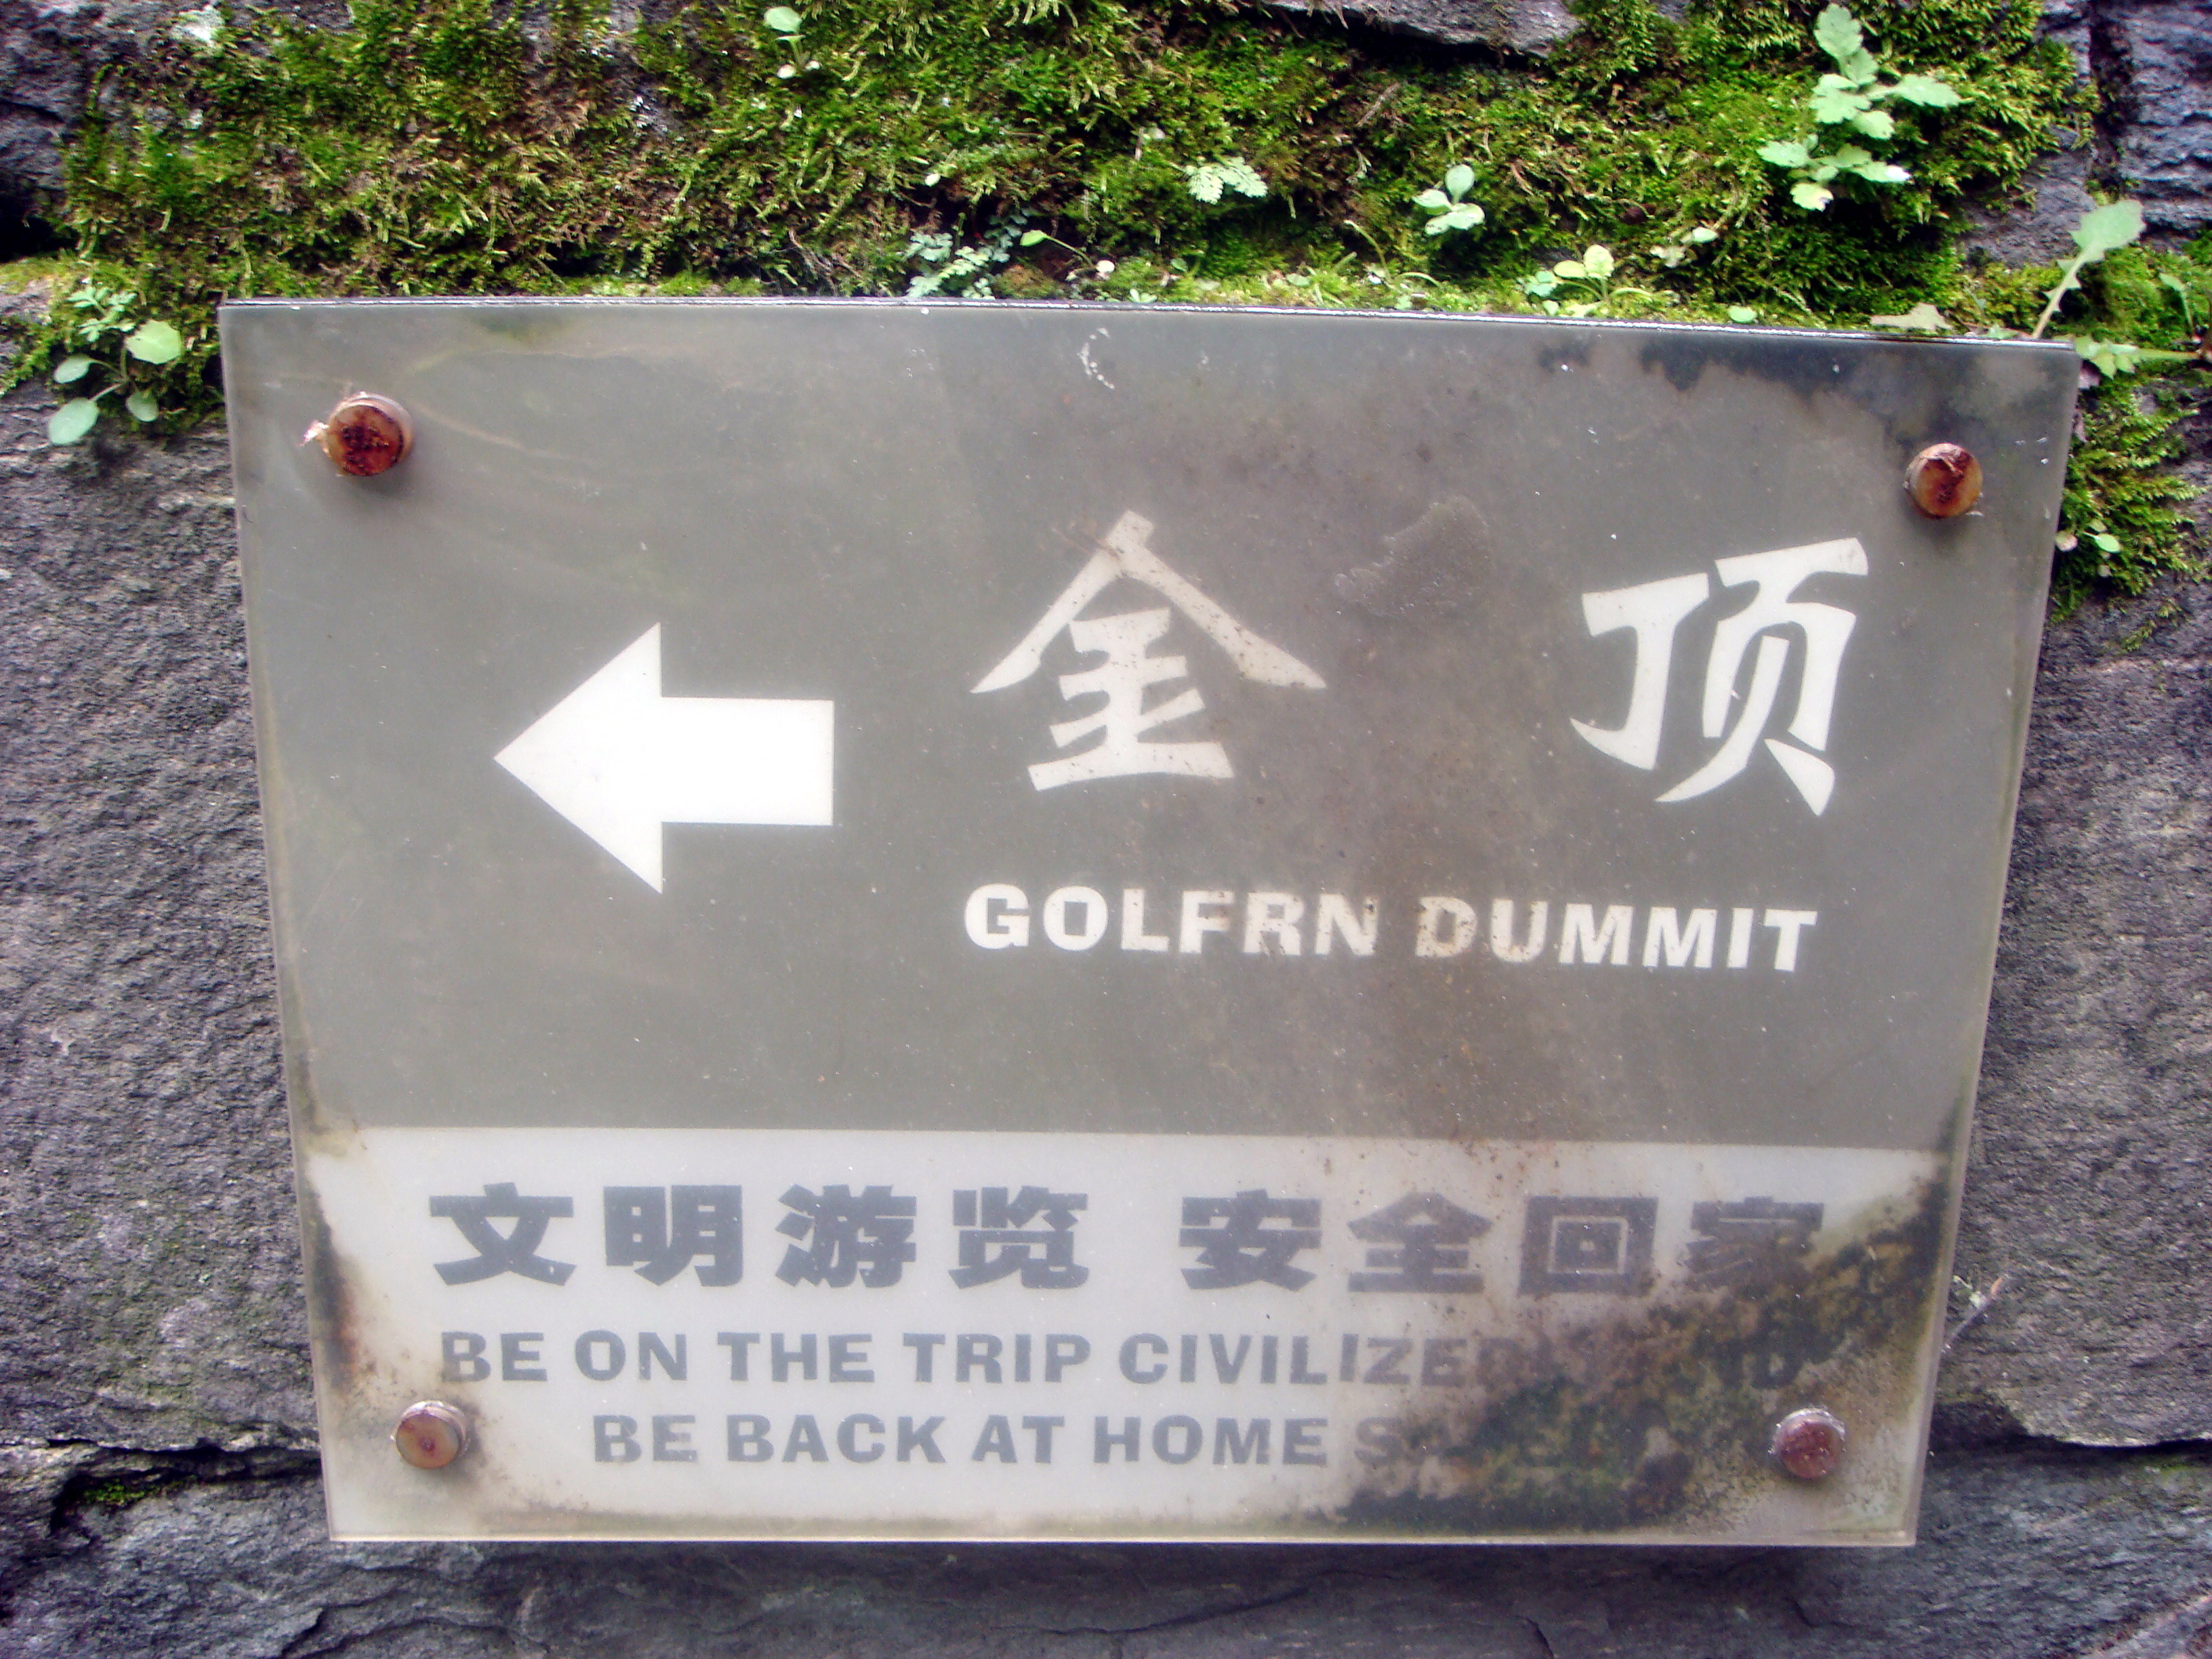 金顶
GOLFRN DUMMIT
文明游览 安全回家
BE ON THE TRIP CIVILIZED
BE BACK AT HOME